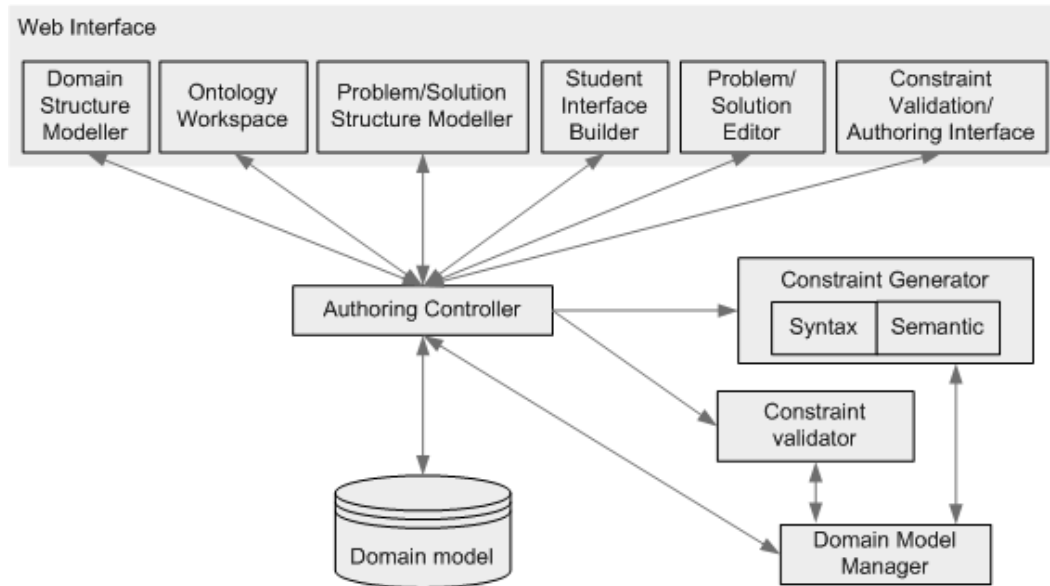 Web Interface
Domain
Structure
Modeller
Ontology
Workspace
Problem/Solution
Structure Modeller
Student
Interface
Builder
Problem/
Solution
Editor
Constraint
Validation/
Authoring Interface
Authoring Controller
Constraint Generator
Syntax
Semantic
Constraint
validator
Domain model
Domain Model
Manager